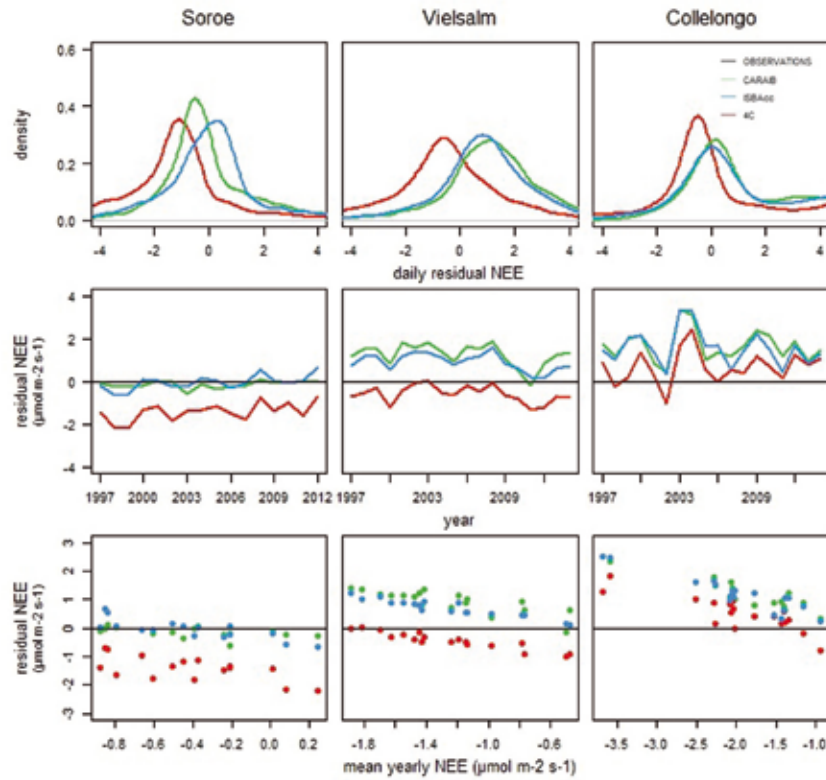 Soroe Vielsalm Collelongo
0.6
0.4
0.2
0.0
density
OBSERVATIONS
CARAIB
ISBAcc
4C
-4 -2 0 2 4 -4 -2 0 2 4 -4 -2 0 2 4
daily residual NEE
4
2
0
-2
-4
residual NEE
(μmol m-2 s-1)
1997 2000 2003 2006 2009 2012 1997 2003 2009 1997 2003 2009
year
3
2
1
0
-1
-2
-3
residual NEE
(μmol m-2 s-1)
-0.8 -0.6 -0.4 -0.2 0.0 0.2 -1.8 -1.4 -1.0 -0.6 -3.5 -3.0 -2.5 -2.0 -1.5 -1.0
mean yearly NEE (μmol m-2 s-1)